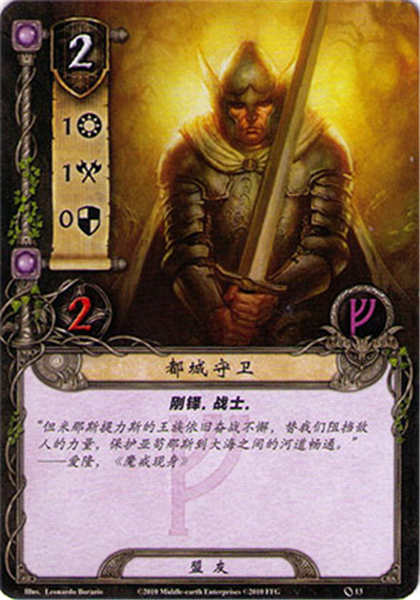 2
1
1
0
2
都城守卫
刚铎. 战士.
“但米那斯提力斯的王族依旧奋战不懈，替我们阻挡敌
人的力量，保护亚苟那斯到大海之间的河道畅通。”
——爱隆，《魔戒现身》
盟友
Illus. Leonardo Borazio ©2010 Middle-earth Enterprises ©2010 FFG 13